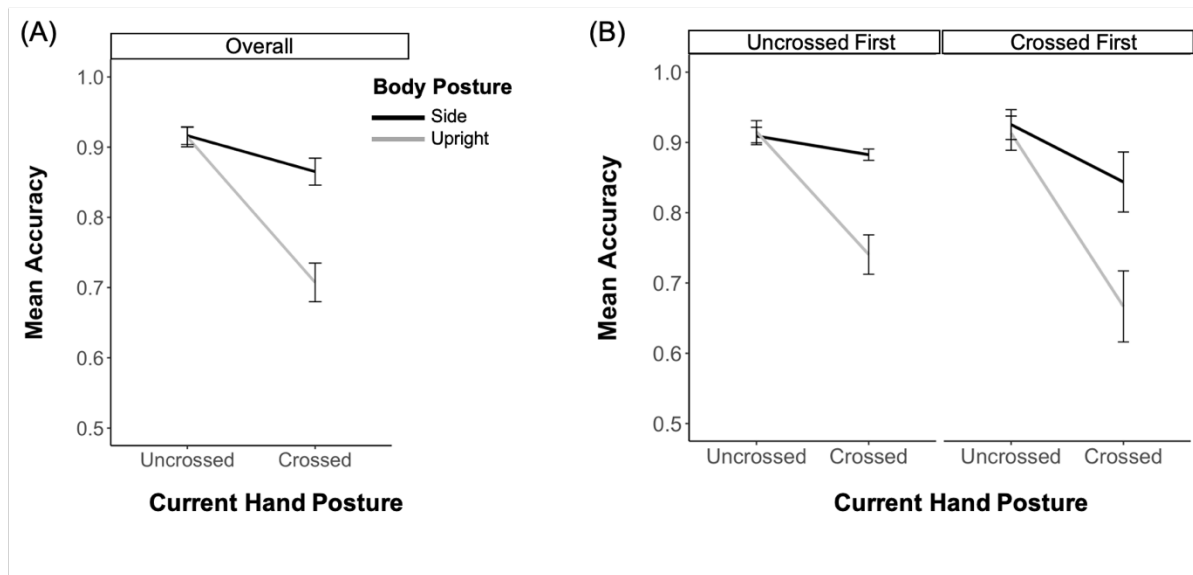 (A)
Overall
Body Posture
Side
Upright
1.0
0.9
0.8
0.7
0.6
0.5
Mean Accuracy
Uncrossed Crossed
Current Hand Posture
(B)
Uncrossed First Crossed First
1.0
0.9
0.8
0.7
0.6
0.5
Mean Accuracy
Uncrossed Crossed Uncrossed Crossed
Current Hand Posture